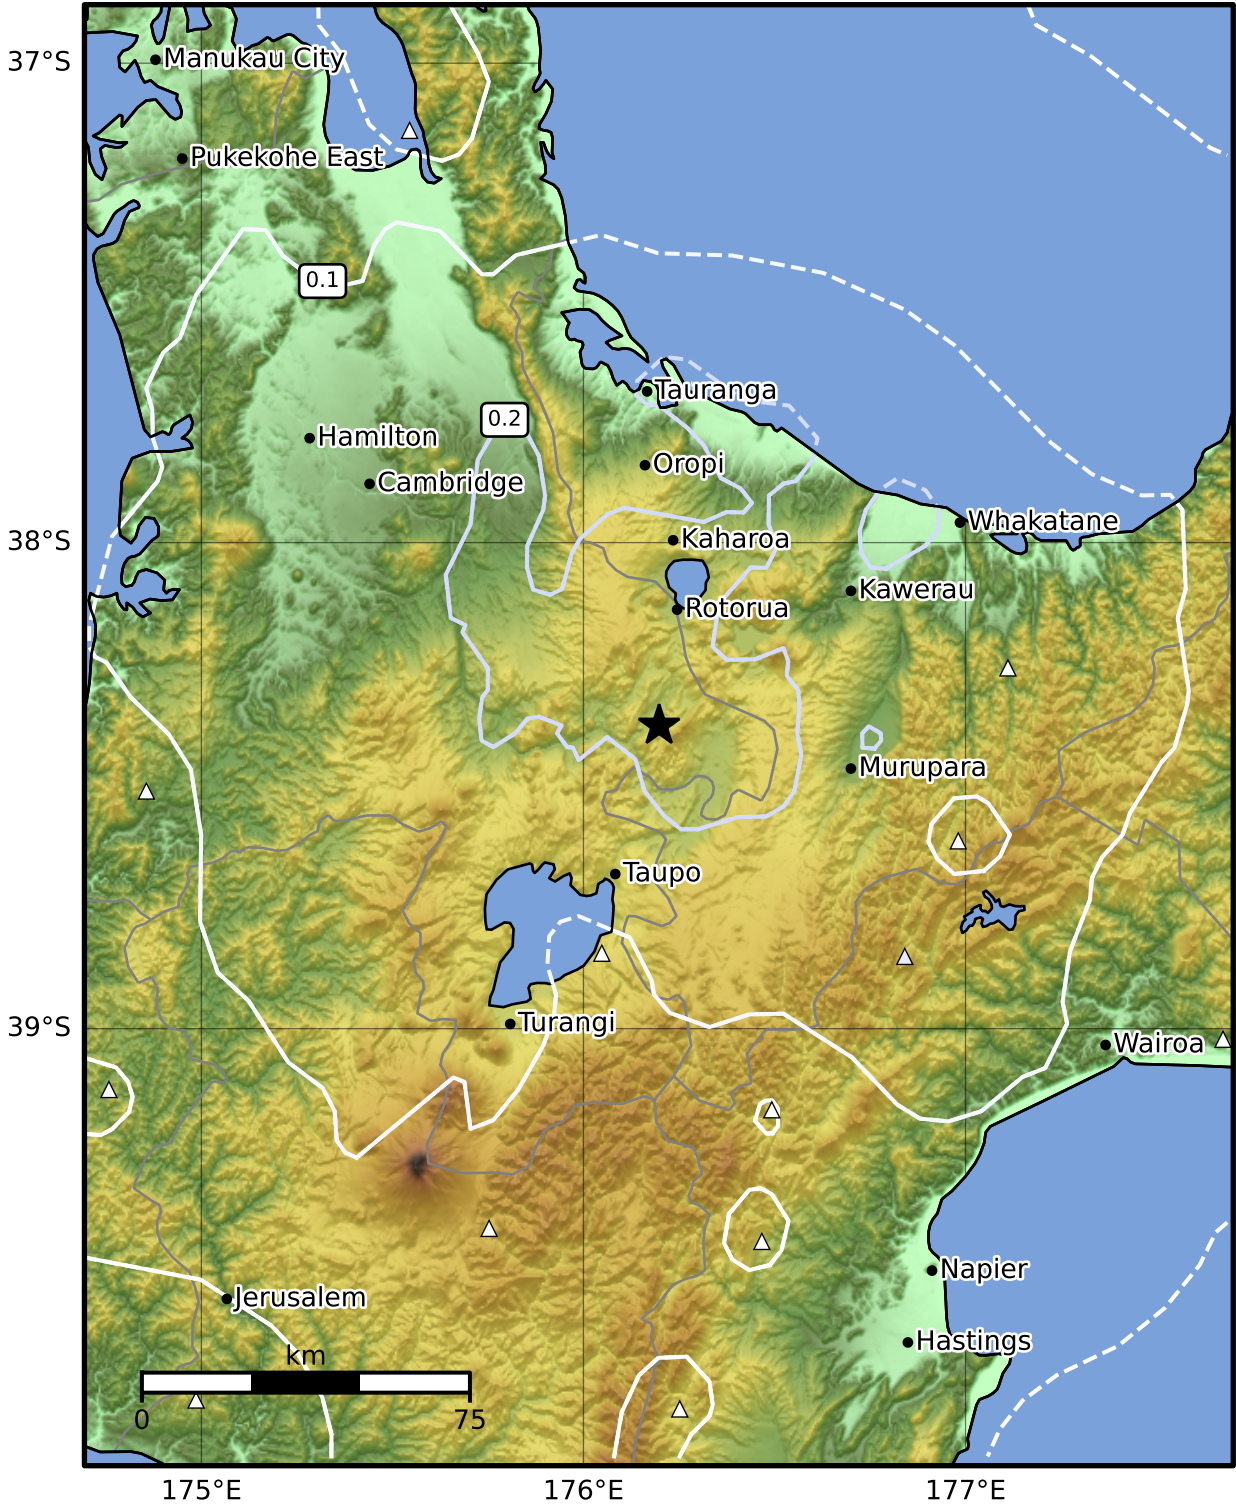 37°S
Manukau City
Pukekohe East
0.1
Tauranga
0.2
Hamilton
Oropi
Cambridge
Whakatane
38°S
Kaharoa
Kawerau
Rotorua
Murupara
Taupo
Turangi
39°S
Wairoa
Napier
Jerusalem
Hastings
km
0 75
175°E 176°E 177°E